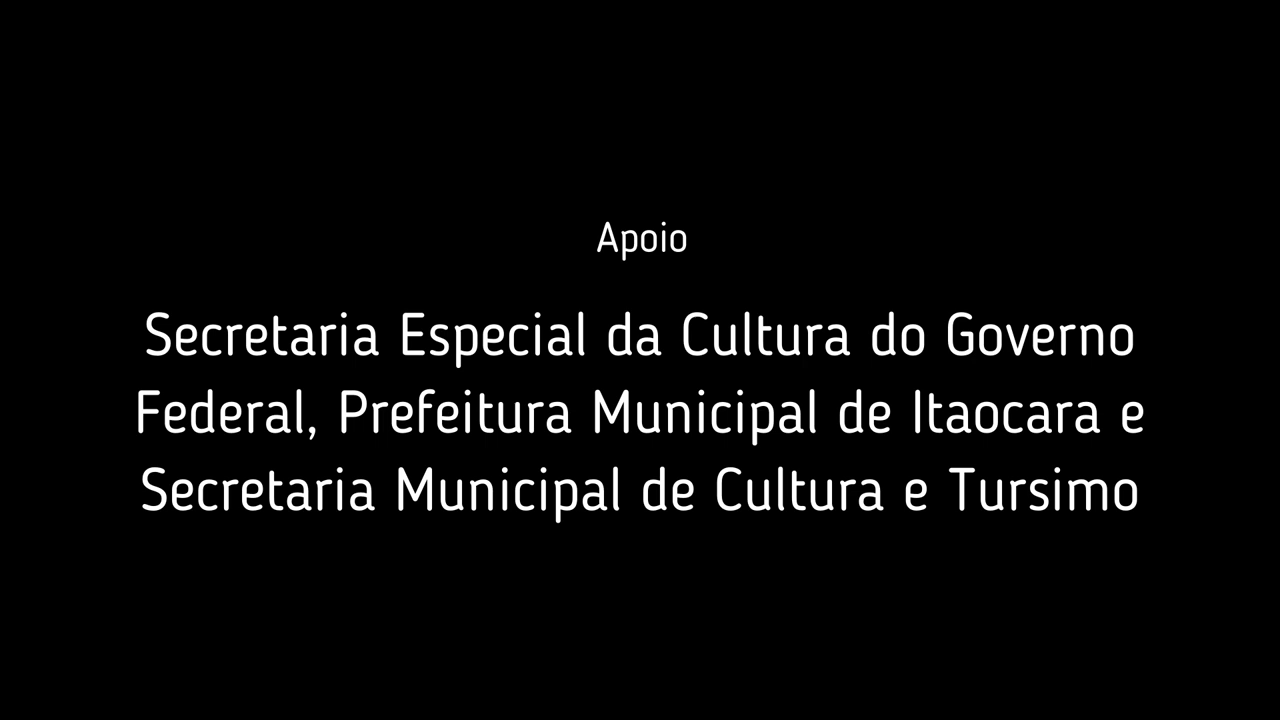 Apoio
Secretaria Especial da Cultura do Governo
Federal, Prefeitura Municipal de Itaocara e
Secretaria Municipal de Cultura e Tursimo